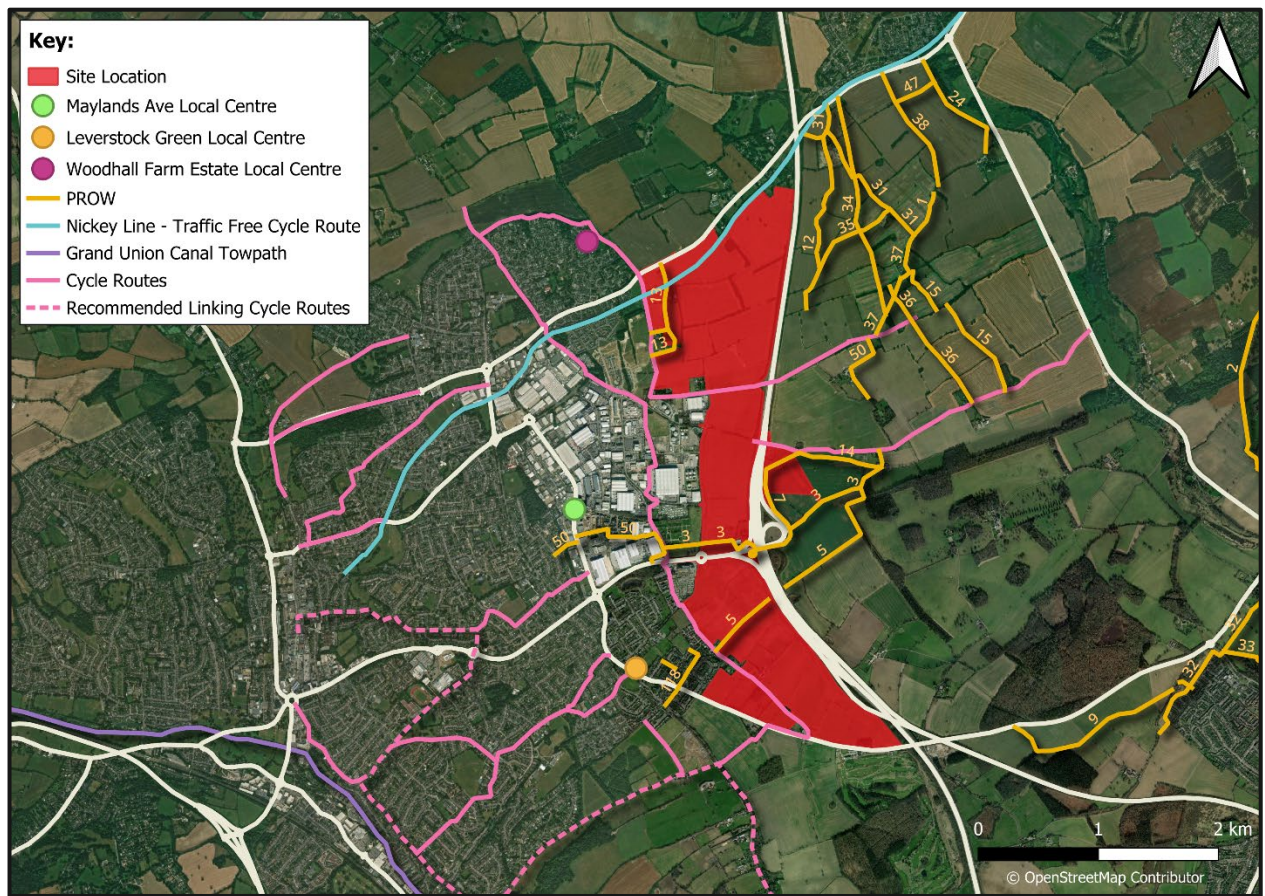 Key:
Site Location
Maylands Ave Local Centre
Leverstock Green Local Centre
Woodhall Farm Estate Local Centre
PROW
Nickey Line - Traffic Free Cycle Route
Grand Union Canal Towpath
Cycle Routes
Recommended Linking Cycle Routes
47
24
31
38
31
34
1
31
35
12
37
13
15
36
37
15
13
50
36
2
14
3
7
3
50
50
3
3
5
5
52
33
32
9
0 1 2 km
© OpenStreetMap Contributor